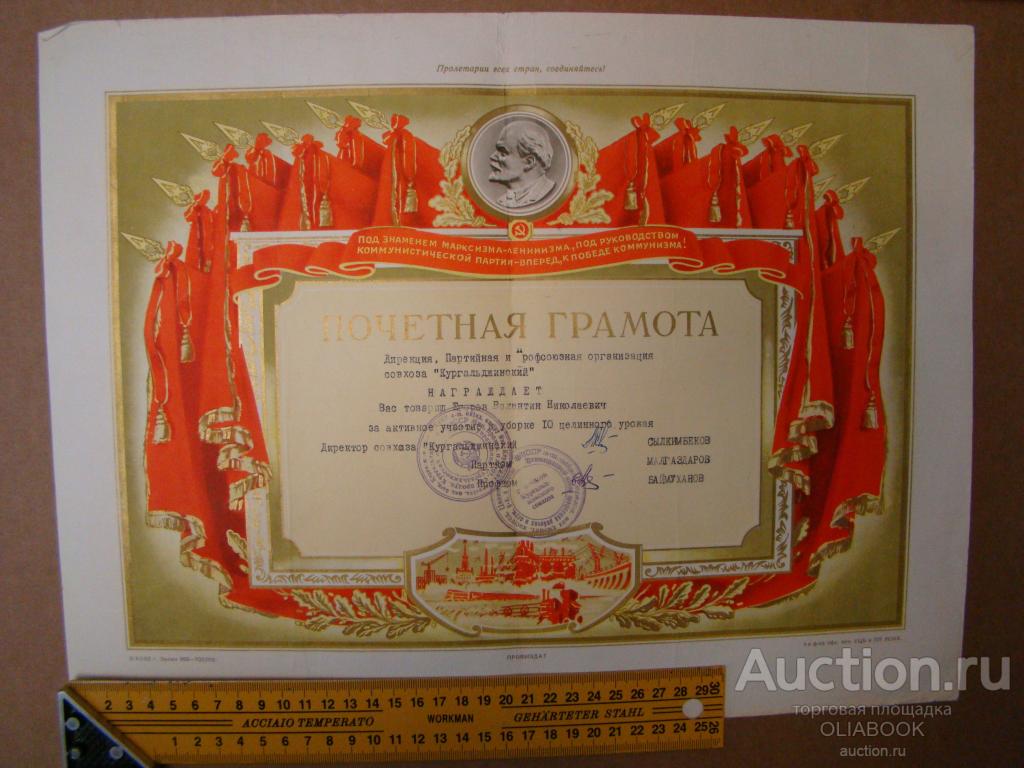 Пролетарии всех стран, соединяйтесь!
ПОД ЗНАМЕНЕМ МАРКСИЗМА-ЛЕНИНИЗМА, ПОД РУКОВОДСТВОМ
КОММУНИСТИЧЕСКОЙ ПАРТИИ-ВПЕРЕД, К ПОБЕДЕ КОММУНИЗМА!
ПОЧЕТНАЯ ГРАМОТА
Дирекция, Партийная и Профсоюзная организация
совхоза "Кургальджинский"
НАГРАЖДАЕТ
Вас товарищ Валентин Николаевич
за активное участие в уборке IO целинного урожая
Директор совхоза "Кургальджинский
СЫЛКИМБЕКОВ
Партком
МАЛГАЗДАРОВ
Профком
БАЙМУХАНОВ
ПРОФИЗДАТ
2 3 4 5 6 7 8 9 10 11 12 13 14 15 16 17 18 19 20 21 22 23 24 25 26 27 28 29 30
ACCIAIO TEMPERATO WORKMAN GEHÄRTETER STAHL
1 2 3 4 5 6 7 8 9 10 11 12 13 14 15 16 17 18 19 20 21 22 23 24 25 26
Auction.ru
торговая площадка
OLIABOOK
auction.ru